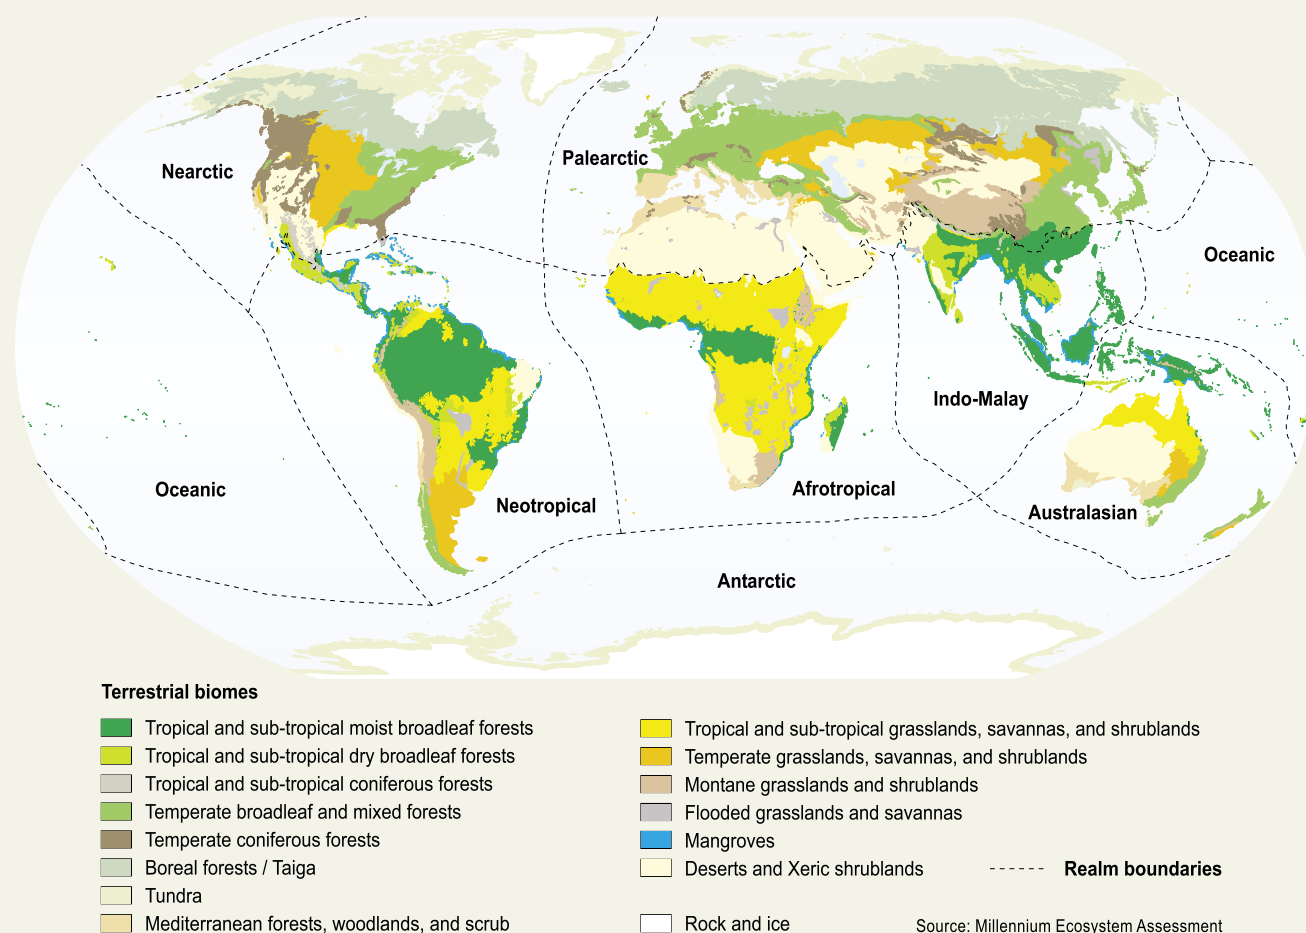 Nearctic
Palearctic
Oceanic
Indo-Malay
Oceanic
Neotropical
Afrotropical
Australasian
Antarctic
Terrestrial biomes
Tropical and sub-tropical moist broadleaf forests
Tropical and sub-tropical dry broadleaf forests
Tropical and sub-tropical coniferous forests
Temperate broadleaf and mixed forests
Temperate coniferous forests
Boreal forests / Taiga
Tundra
Mediterranean forests, woodlands, and scrub
Tropical and sub-tropical grasslands, savannas, and shrublands
Temperate grasslands, savannas, and shrublands
Montane grasslands and shrublands
Flooded grasslands and savannas
Mangroves
Deserts and Xeric shrublands
Rock and ice
Realm boundaries
Source: Millennium Ecosystem Assessment